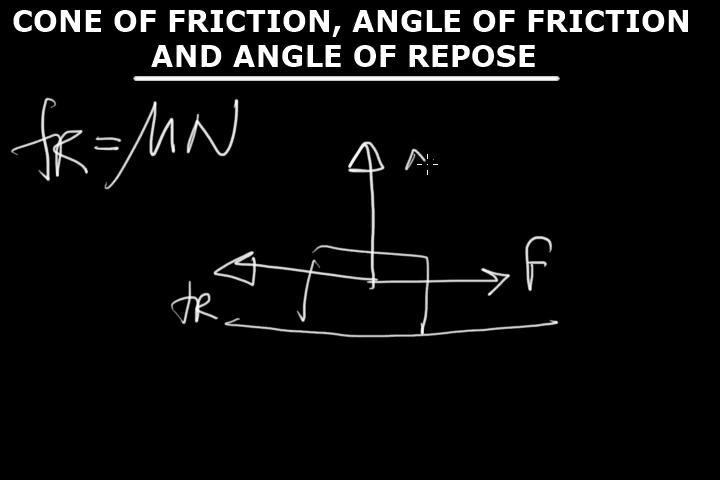 CONE OF FRICTION, ANGLE OF FRICTION
AND ANGLE OF REPOSE
fR = μN
F
fR